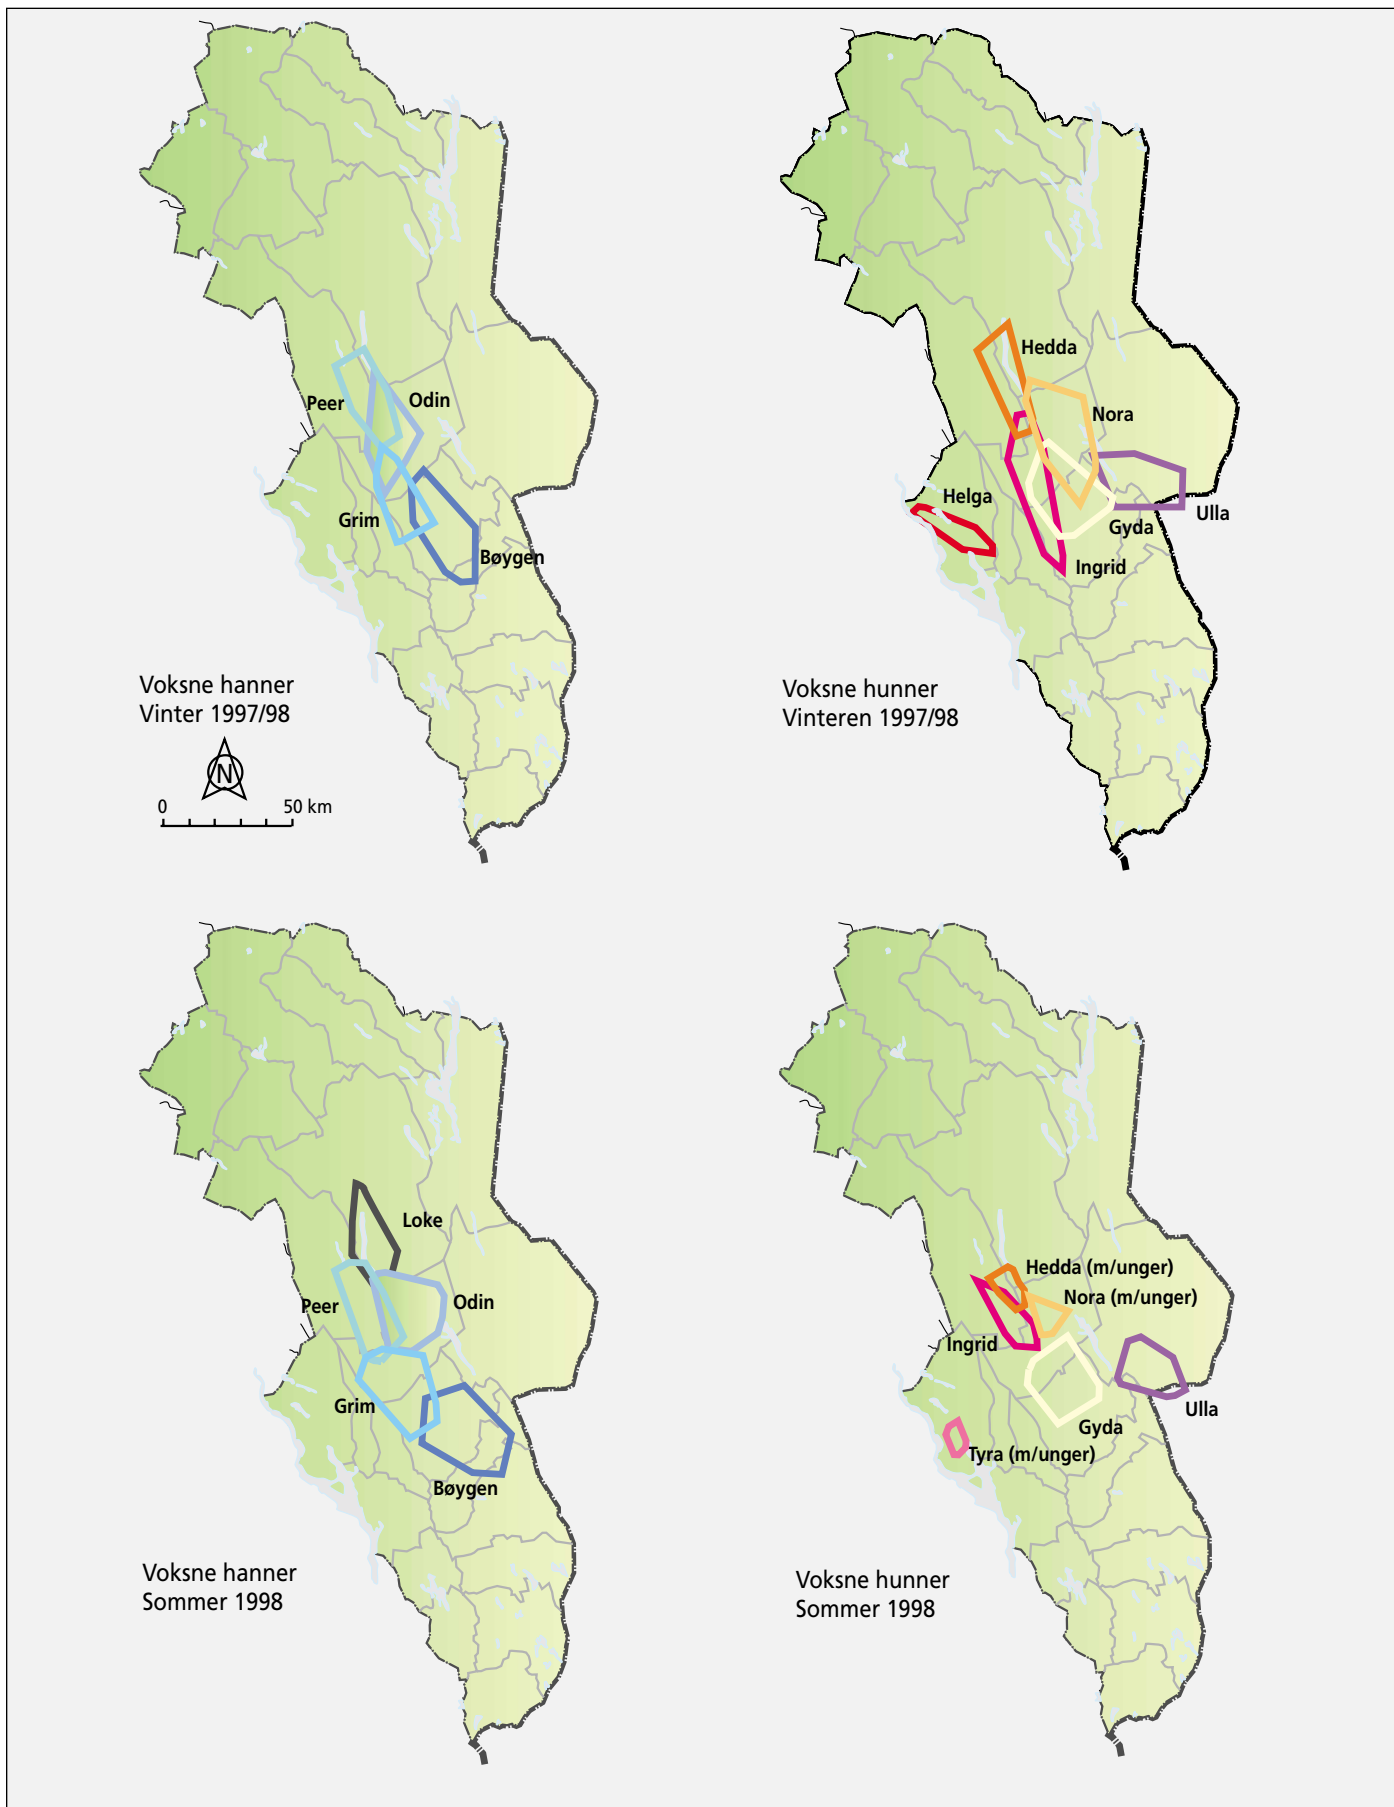 Peer
Odin
Grim
Bøygen
Voksne hanner
Vinter 1997/98
N
0 50 km
Hedda
Nora
Helga
Ulla
Gyda
Ingrid
Voksne hunner
Vinteren 1997/98
Loke
Peer
Odin
Grim
Bøygen
Voksne hanner
Sommer 1998
Hedda (m/unger)
Nora (m/unger)
Ingrid
Ulla
Gyda
Tyra (m/unger)
Voksne hunner
Sommer 1998